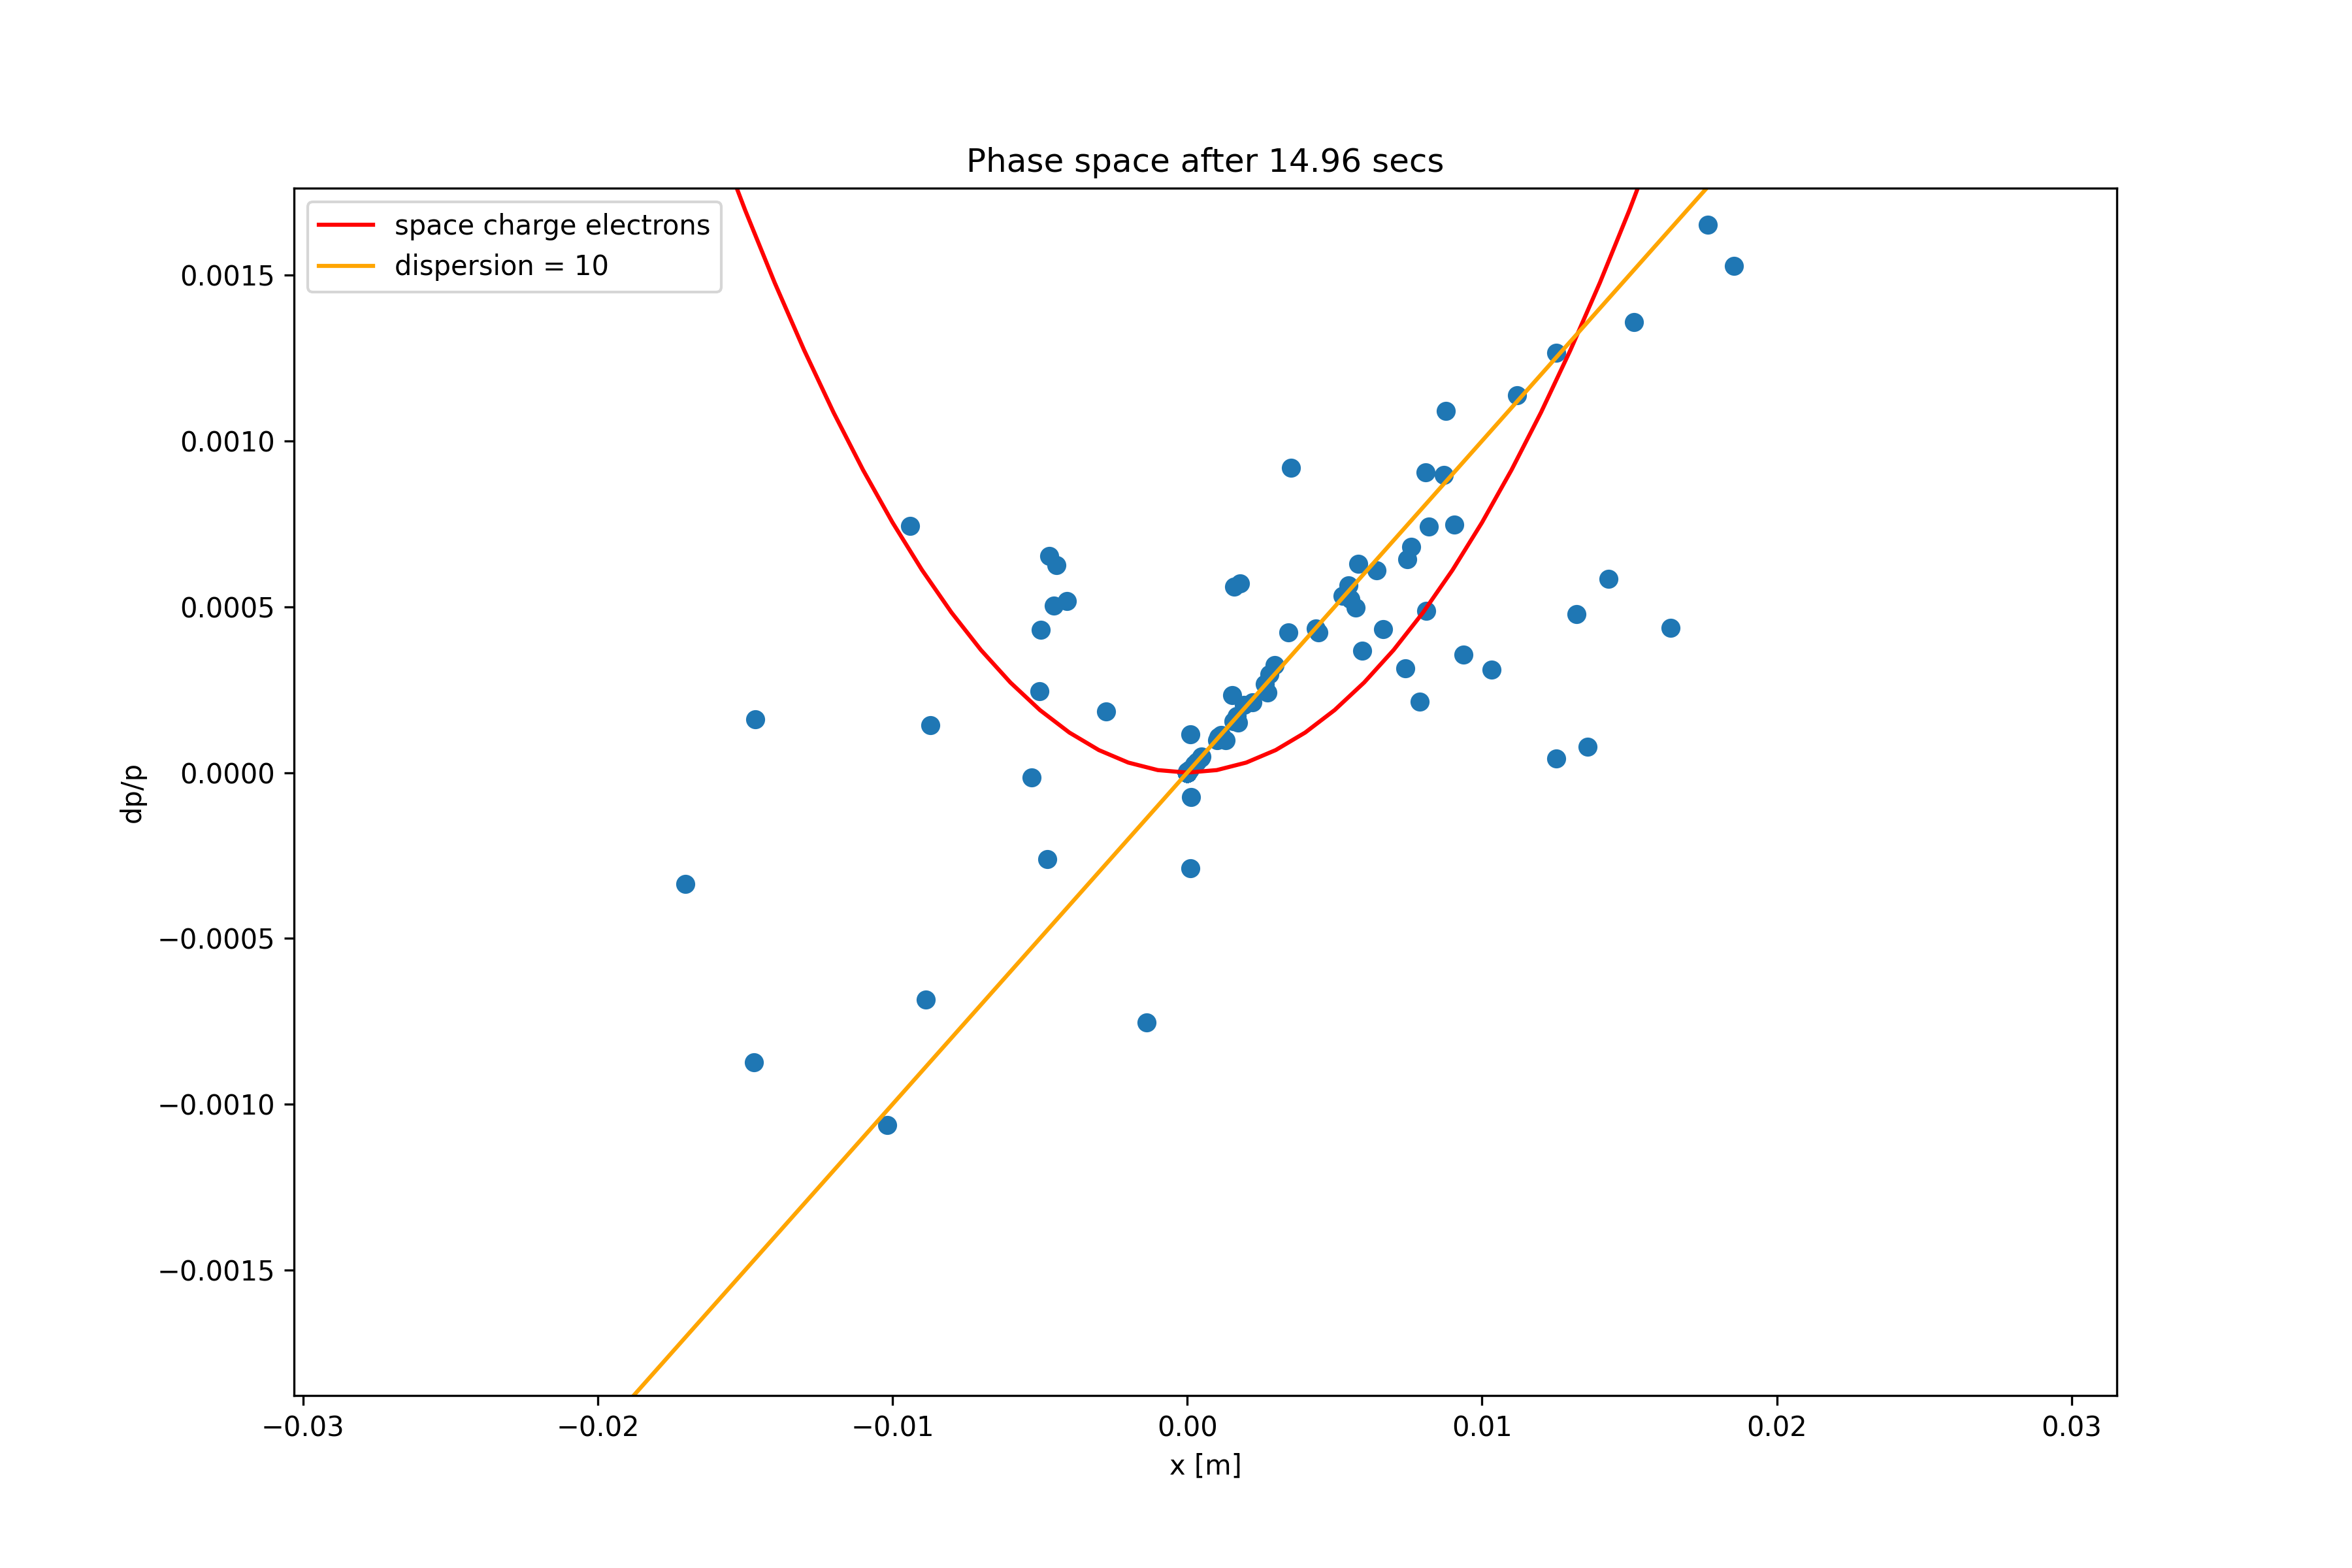 Phase space after 14.96 secs
space charge electrons
dispersion = 10
0.0015
0.0010
0.0005
0.0000
−0.0005
−0.0010
−0.0015
dp/p
−0.03
−0.02
−0.01
0.00
0.01
0.02
0.03
x [m]